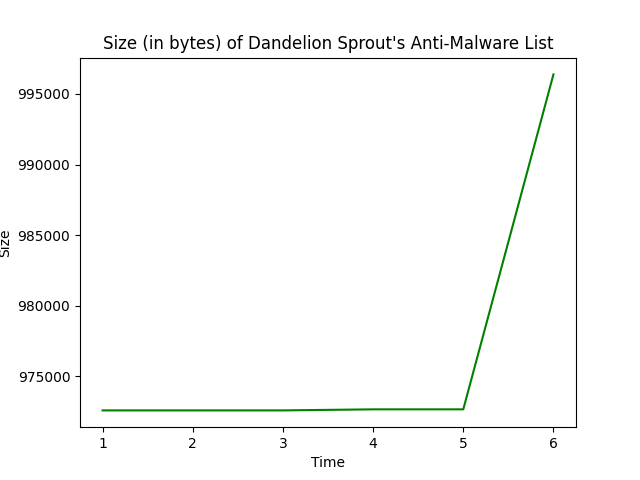 Size (in bytes) of Dandelion Sprout's Anti-Malware List
995000
990000
985000
980000
975000
Size
1 2 3 4 5 6
Time